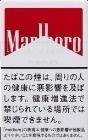 Marlboro
たばこの煙は、周りの人
の健康に悪影響を及ぼ
します。健康増進法で
禁じられている場所では
喫煙できません。